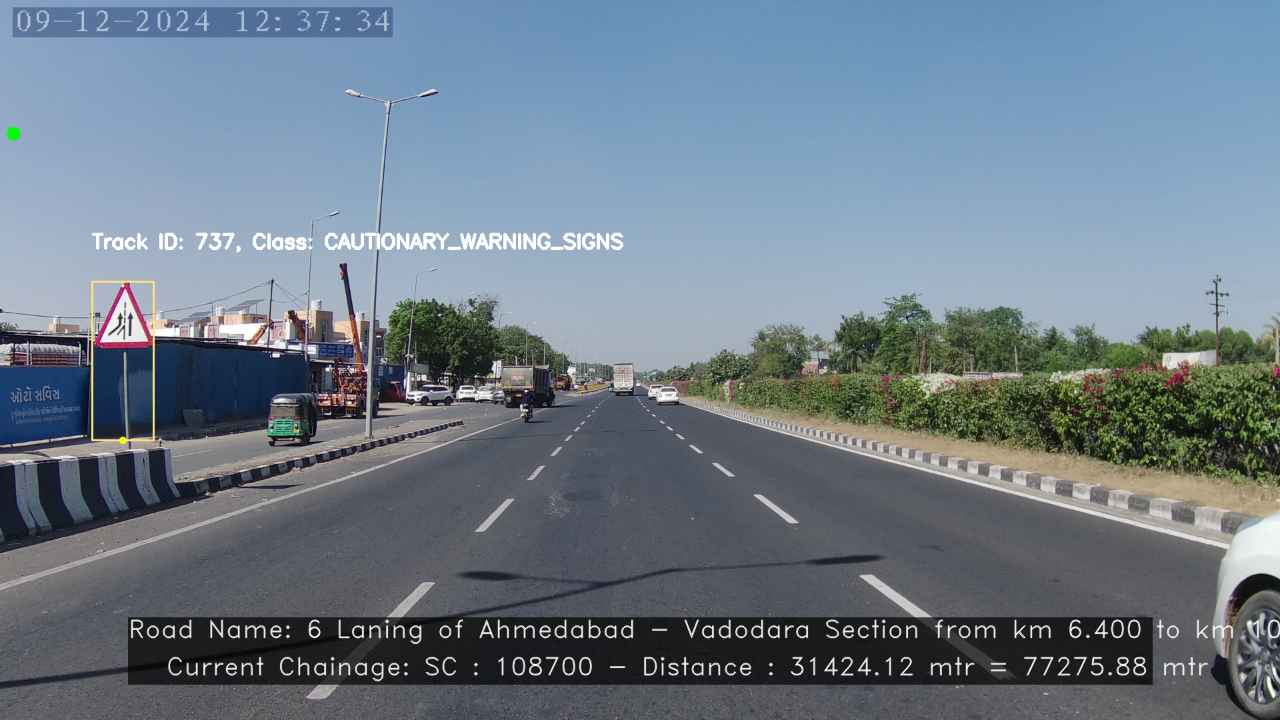 09-12-2024 12:37:34
Track ID: 737, Class: CAUTIONARY_WARNING_SIGNS
ઓટો સર્વિસ
Road Name: 6 Laning of Ahmedabad - Vadodara Section from km 6.400 to km 10
Current Chainage: SC : 108700 - Distance : 31424.12 mtr = 77275.88 mtr